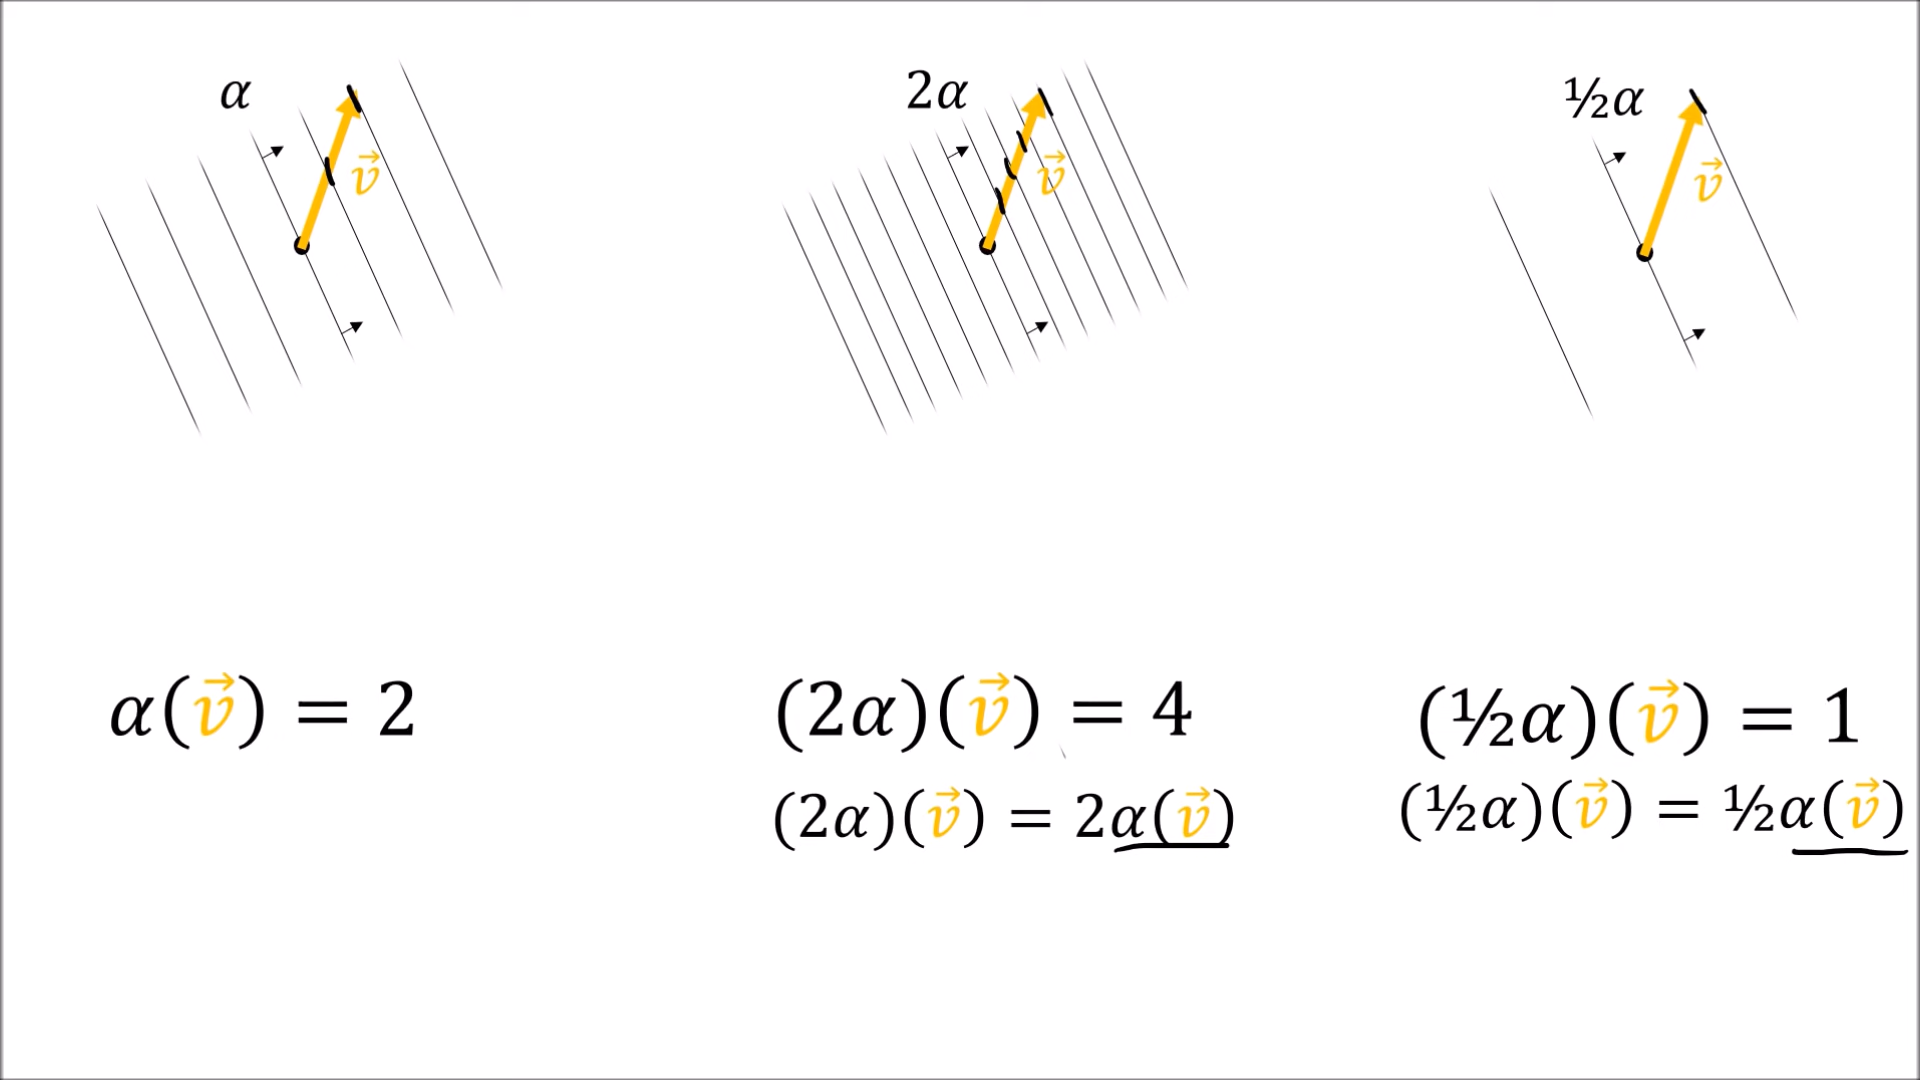 α
v⃗
2α
v⃗
½α
v⃗
α(v⃗) = 2
(2α)(v⃗) = 4
(2α)(v⃗) = 2α(v⃗)
(½α)(v⃗) = 1
(½α)(v⃗) = ½α(v⃗)